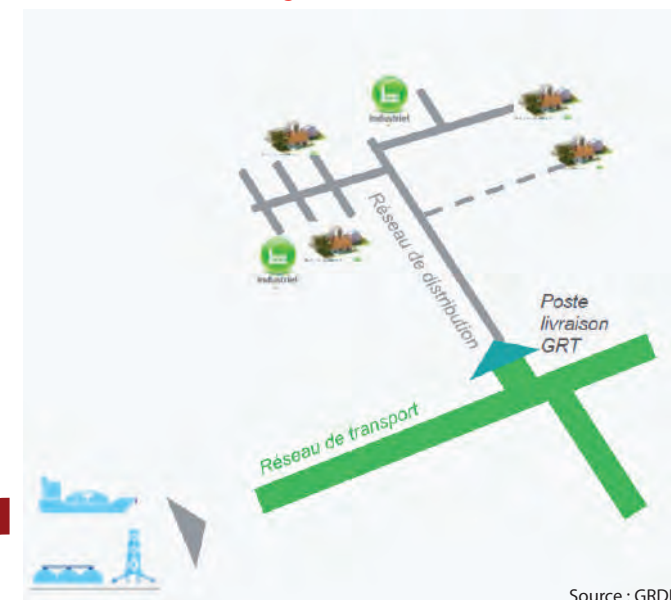 Industriel
Industriel
Réseau de distribution
Poste
livraison
GRT
Réseau de transport
Source : GRD